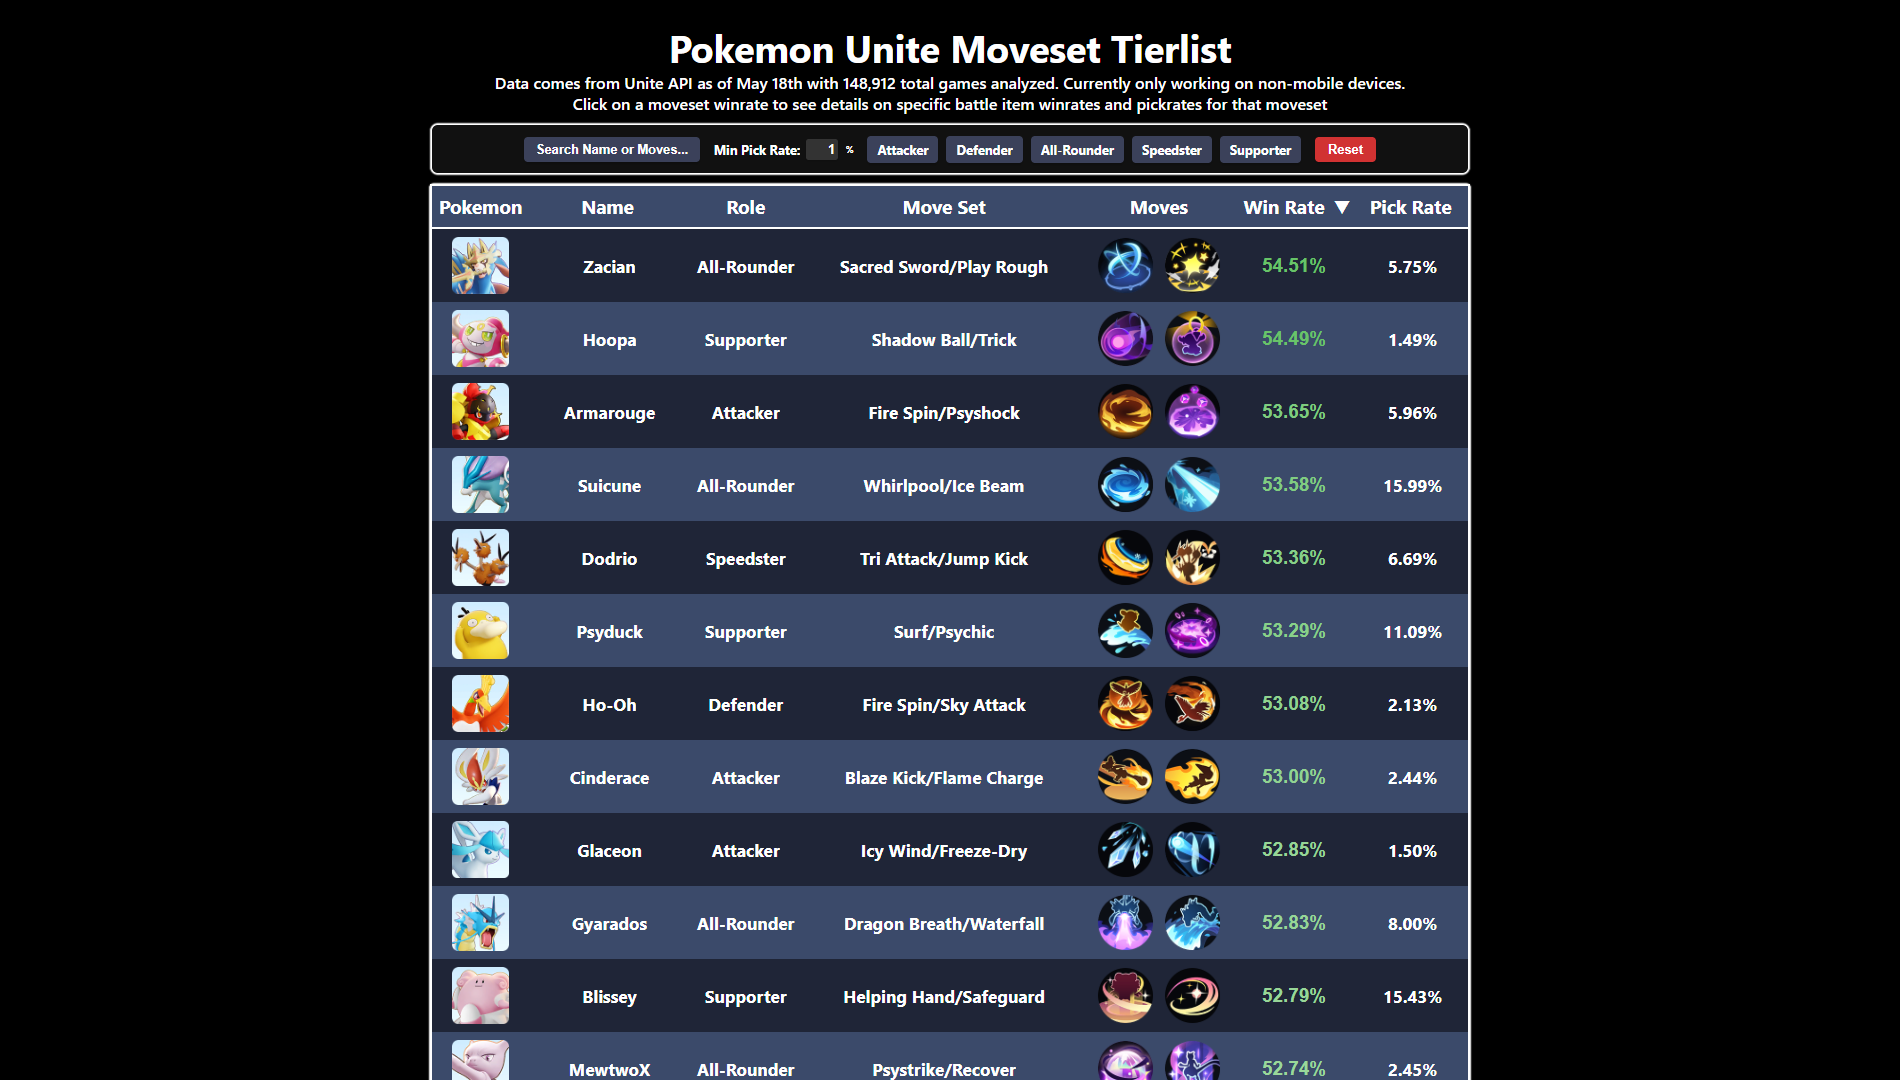 Pokemon Unite Moveset Tierlist
Data comes from Unite API as of May 18th with 148,912 total games analyzed. Currently only working on non-mobile devices.
Click on a moveset winrate to see details on specific battle item winrates and pickrates for that moveset
Search Name or Moves... Min Pick Rate: 1 % Attacker Defender All-Rounder Speedster Supporter Reset
Pokemon Name Role Move Set Moves Win Rate ▼ Pick Rate
Zacian All-Rounder Sacred Sword/Play Rough 54.51% 5.75%
Hoopa Supporter Shadow Ball/Trick 54.49% 1.49%
Armarouge Attacker Fire Spin/Psyshock 53.65% 5.96%
Suicune All-Rounder Whirlpool/Ice Beam 53.58% 15.99%
Dodrio Speedster Tri Attack/Jump Kick 53.36% 6.69%
Psyduck Supporter Surf/Psychic 53.29% 11.09%
Ho-Oh Defender Fire Spin/Sky Attack 53.08% 2.13%
Cinderace Attacker Blaze Kick/Flame Charge 53.00% 2.44%
Glaceon Attacker Icy Wind/Freeze-Dry 52.85% 1.50%
Gyarados All-Rounder Dragon Breath/Waterfall 52.83% 8.00%
Blissey Supporter Helping Hand/Safeguard 52.79% 15.43%
MewtwoX All-Rounder Psystrike/Recover 52.74% 2.45%